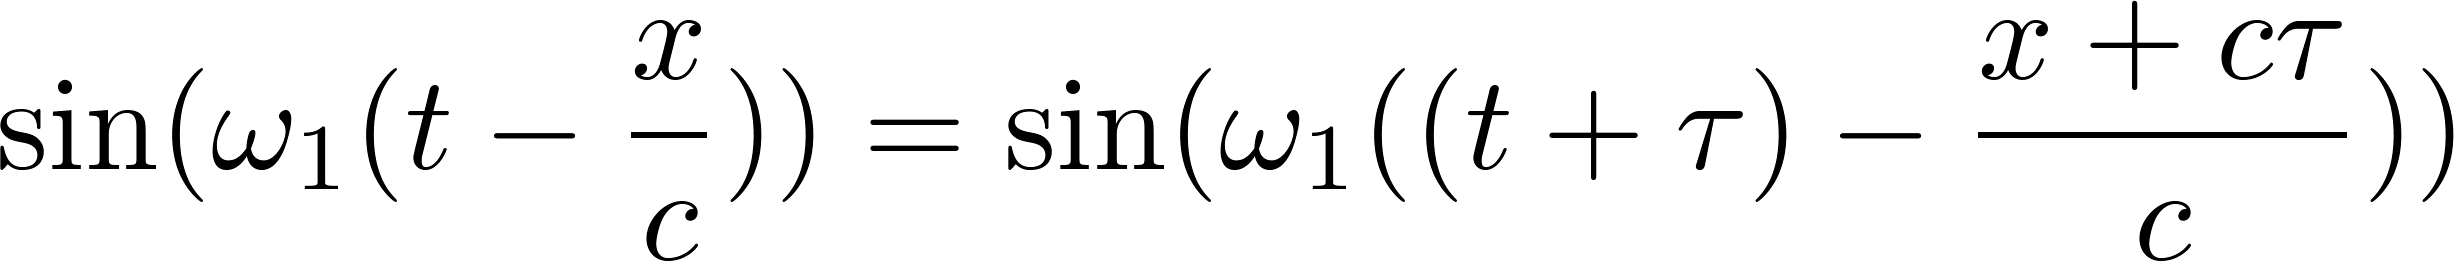 sin(ω₁(t − x/c)) = sin(ω₁((t + τ) − (x + cτ)/c))